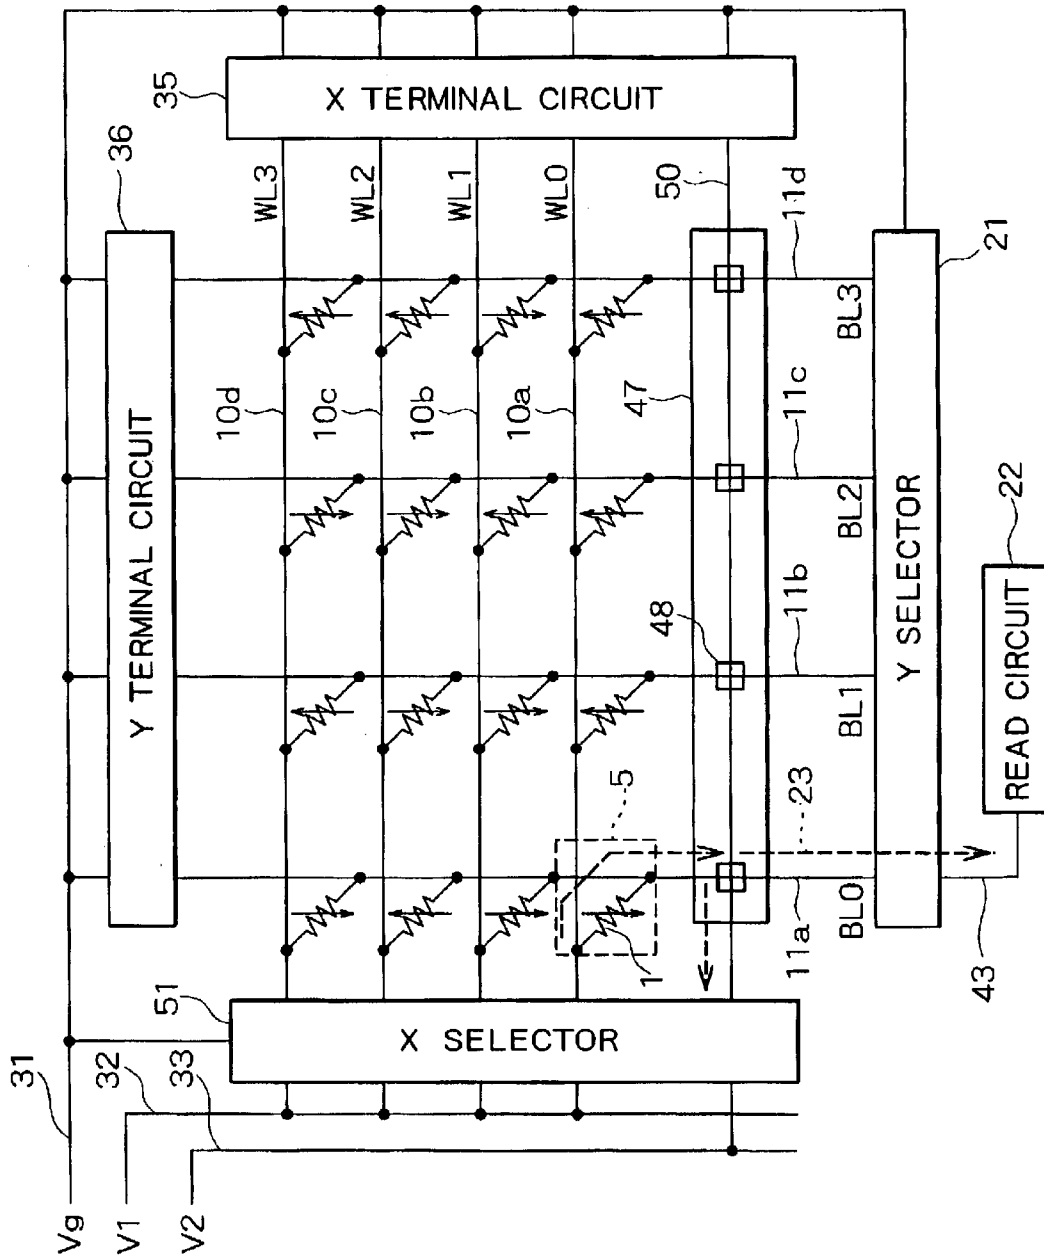 35
X TERMINAL CIRCUIT
36
Y TERMINAL CIRCUIT
WL3
WL2
WL1
WL0
50
11d
21
10d
10c
10b
10a
47
BL3
11c
22
BL2
Y SELECTOR
48
11b
READ CIRCUIT
BL1
5
23
1
11a
BL0
43
51
X SELECTOR
31
32
33
Vg
V1
V2